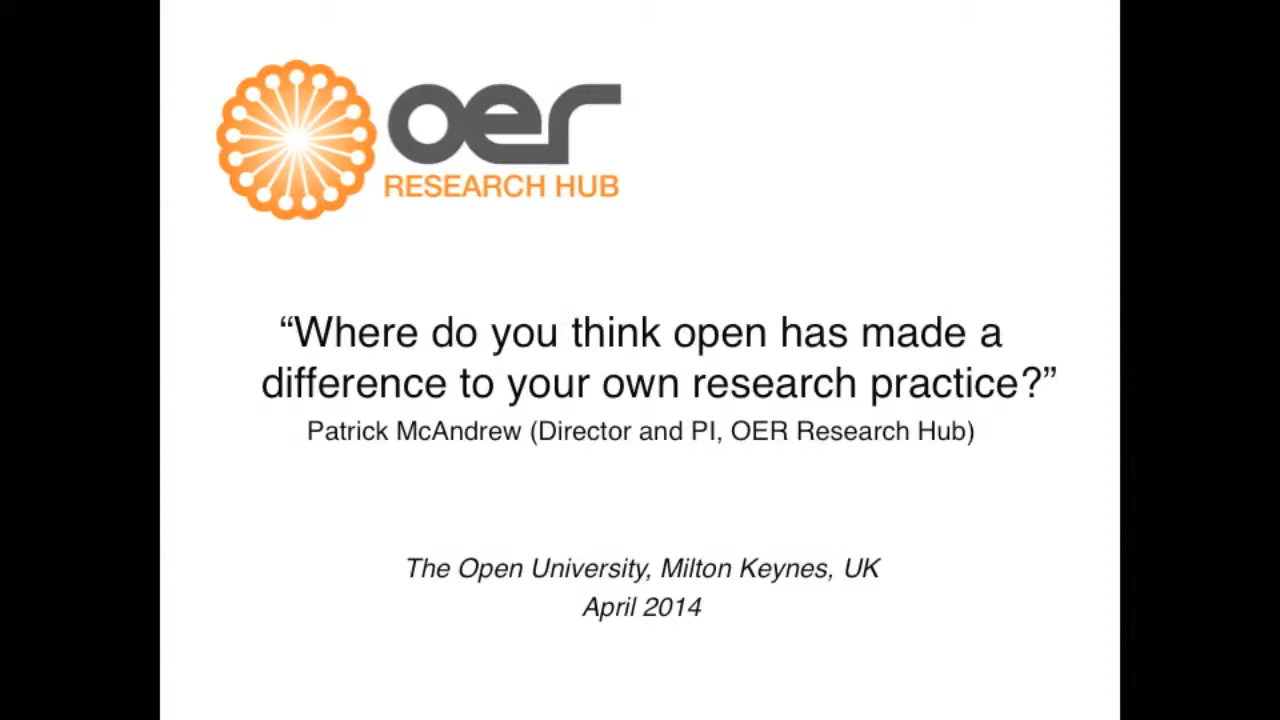 oer
RESEARCH HUB
“Where do you think open has made a
difference to your own research practice?”
Patrick McAndrew (Director and PI, OER Research Hub)
The Open University, Milton Keynes, UK
April 2014